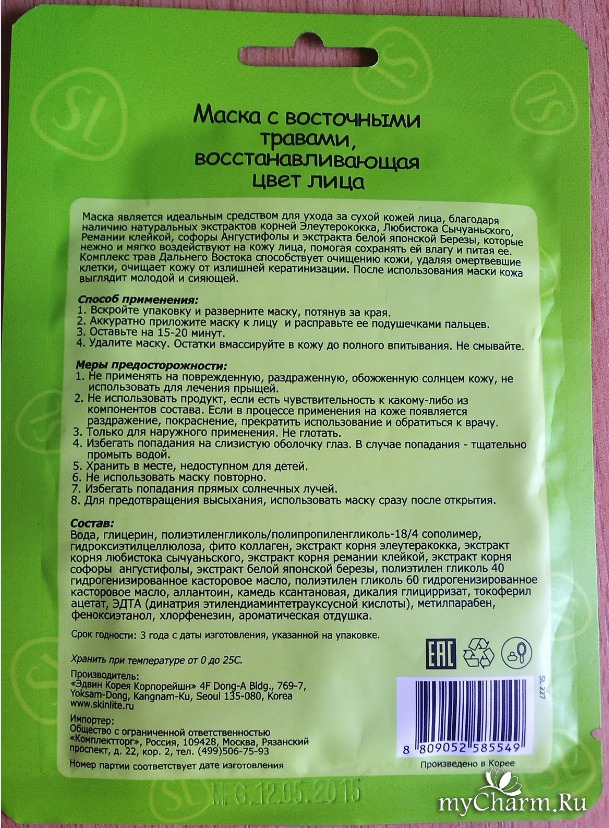 SL
SL
Маска с восточными
травами,
восстанавливающая
цвет лица
Маска является идеальным средством для ухода за сухой кожей лица, благодаря
наличию натуральных экстрактов корней Элеутерококка, Любистока Сычуаньского,
Ремании клейкой, софоры Ангустифолы и экстракта белой японской Березы, которые
нежно и мягко воздействуют на кожу лица, помогая сохранять ей влагу и питая ее.
Комплекс трав Дальнего Востока способствует очищению кожи, удаляя омертвевшие
клетки, очищает кожу от излишней кератинизации. После использования маски кожа
выглядит молодой и сияющей.
Способ применения:
1. Вскройте упаковку и разверните маску, потянув за края.
2. Аккуратно приложите маску к лицу и расправьте ее подушечками пальцев.
3. Оставьте на 15-20 минут.
4. Удалите маску. Остатки вмассируйте в кожу до полного впитывания. Не смывайте.
Меры предосторожности:
1. Не применять на поврежденную, раздраженную, обожженную солнцем кожу, не
использовать для лечения прыщей.
2. Не использовать продукт, если есть чувствительность к какому-либо из
компонентов состава. Если в процессе применения на коже появляется
раздражение, покраснение, прекратить использование и обратиться к врачу.
3. Только для наружного применения. Не глотать.
4. Избегать попадания на слизистую оболочку глаз. В случае попадания - тщательно
промыть водой.
5. Хранить в месте, недоступном для детей.
6. Не использовать маску повторно.
7. Избегать попадания прямых солнечных лучей.
8. Для предотвращения высыхания, использовать маску сразу после открытия.
Состав:
Вода, глицерин, полиэтиленгликоль/полипропиленгликоль-18/4 сополимер,
гидроксиэтилцеллюлоза, фито коллаген, экстракт корня элеутеракокка, экстракт
корня любистока сычуаньского, экстракт корня ремании клейкой, экстракт корня
софоры ангустифолы, экстракт белой японской березы, полиэтилен гликоль 40
гидрогенизированное касторовое масло, полиэтилен гликоль 60 гидрогенизированное
касторовое масло, аллантоин, камедь ксантановая, дикалия глицирризат, токоферил
ацетат, ЭДТА (динатрия этилендиаминтетрауксусной кислоты), метилпарабен,
феноксиэтанол, хлорфенезин, ароматическая отдушка.
Срок годности: 3 года с даты изготовления, указанной на упаковке.
Хранить при температуре от 0 до 25С.
Производитель:
«Эдвин Корея Корпорейшн» 4F Dong-A Bldg., 769-7,
Yoksam-Dong, Kangnam-Ku, Seoul 135-080, Korea
www.skinlite.ru
Импортер:
Общество с ограниченной ответственностью
«Комплектторг», Россия, 109428, Москва, Рязанский
проспект, д. 22, кор. 2, тел. (499)506-75-93
Номер партии соответствует дате изготовления
EAC
SL 227
8 809052 585549
Произведено в Корее
M.G.12.05.2015
myCharm.Ru